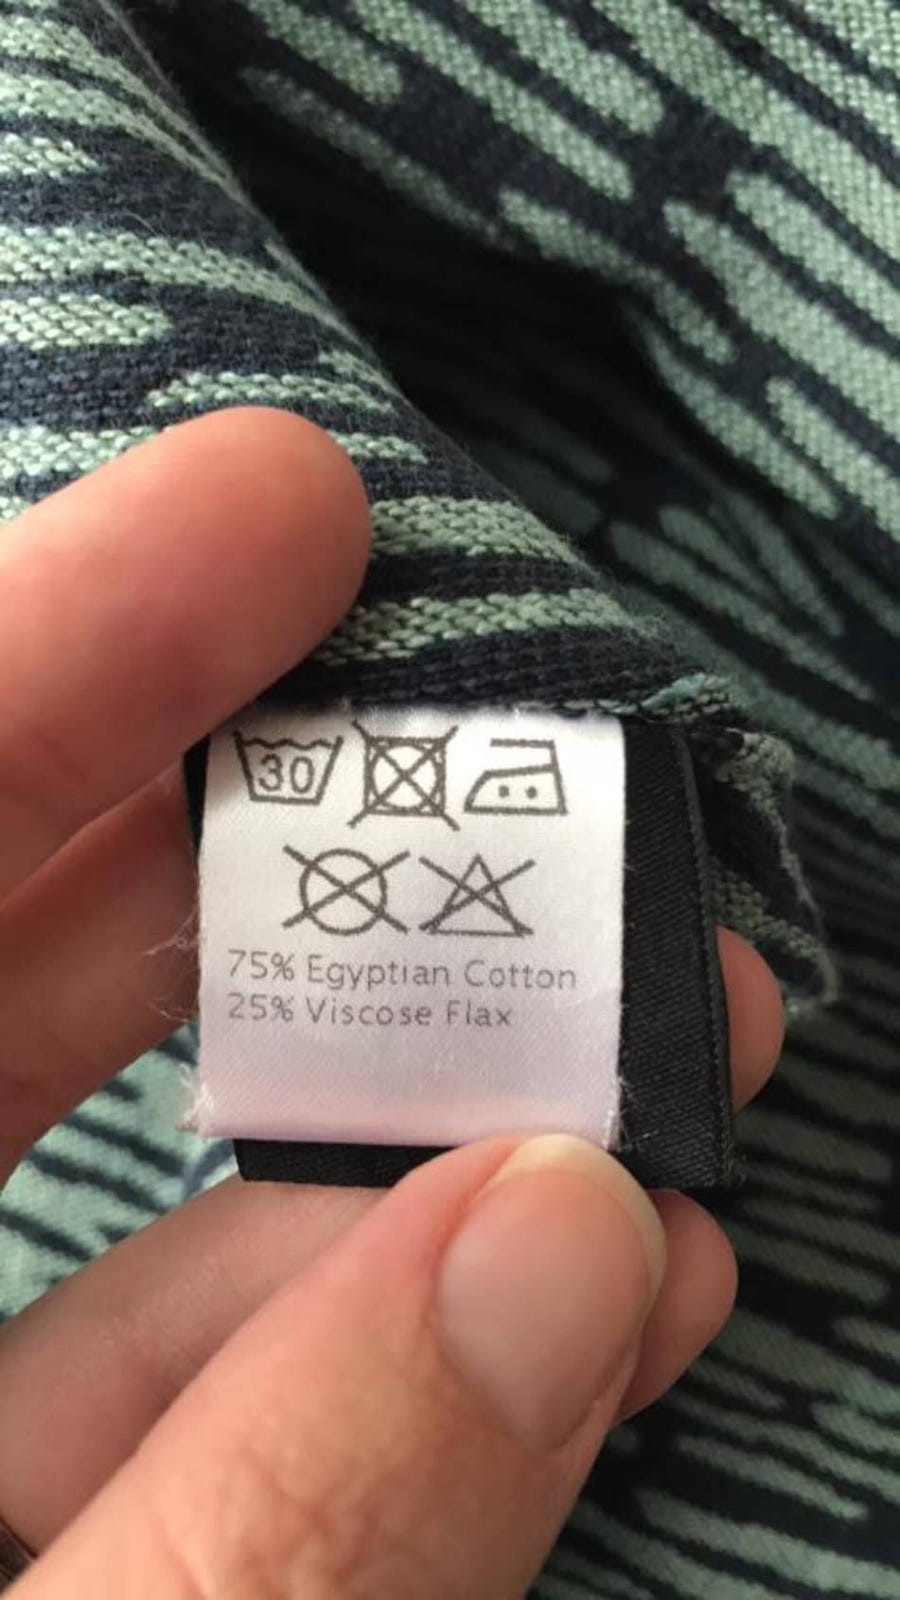 30
75% Egyptian Cotton
25% Viscose Flax